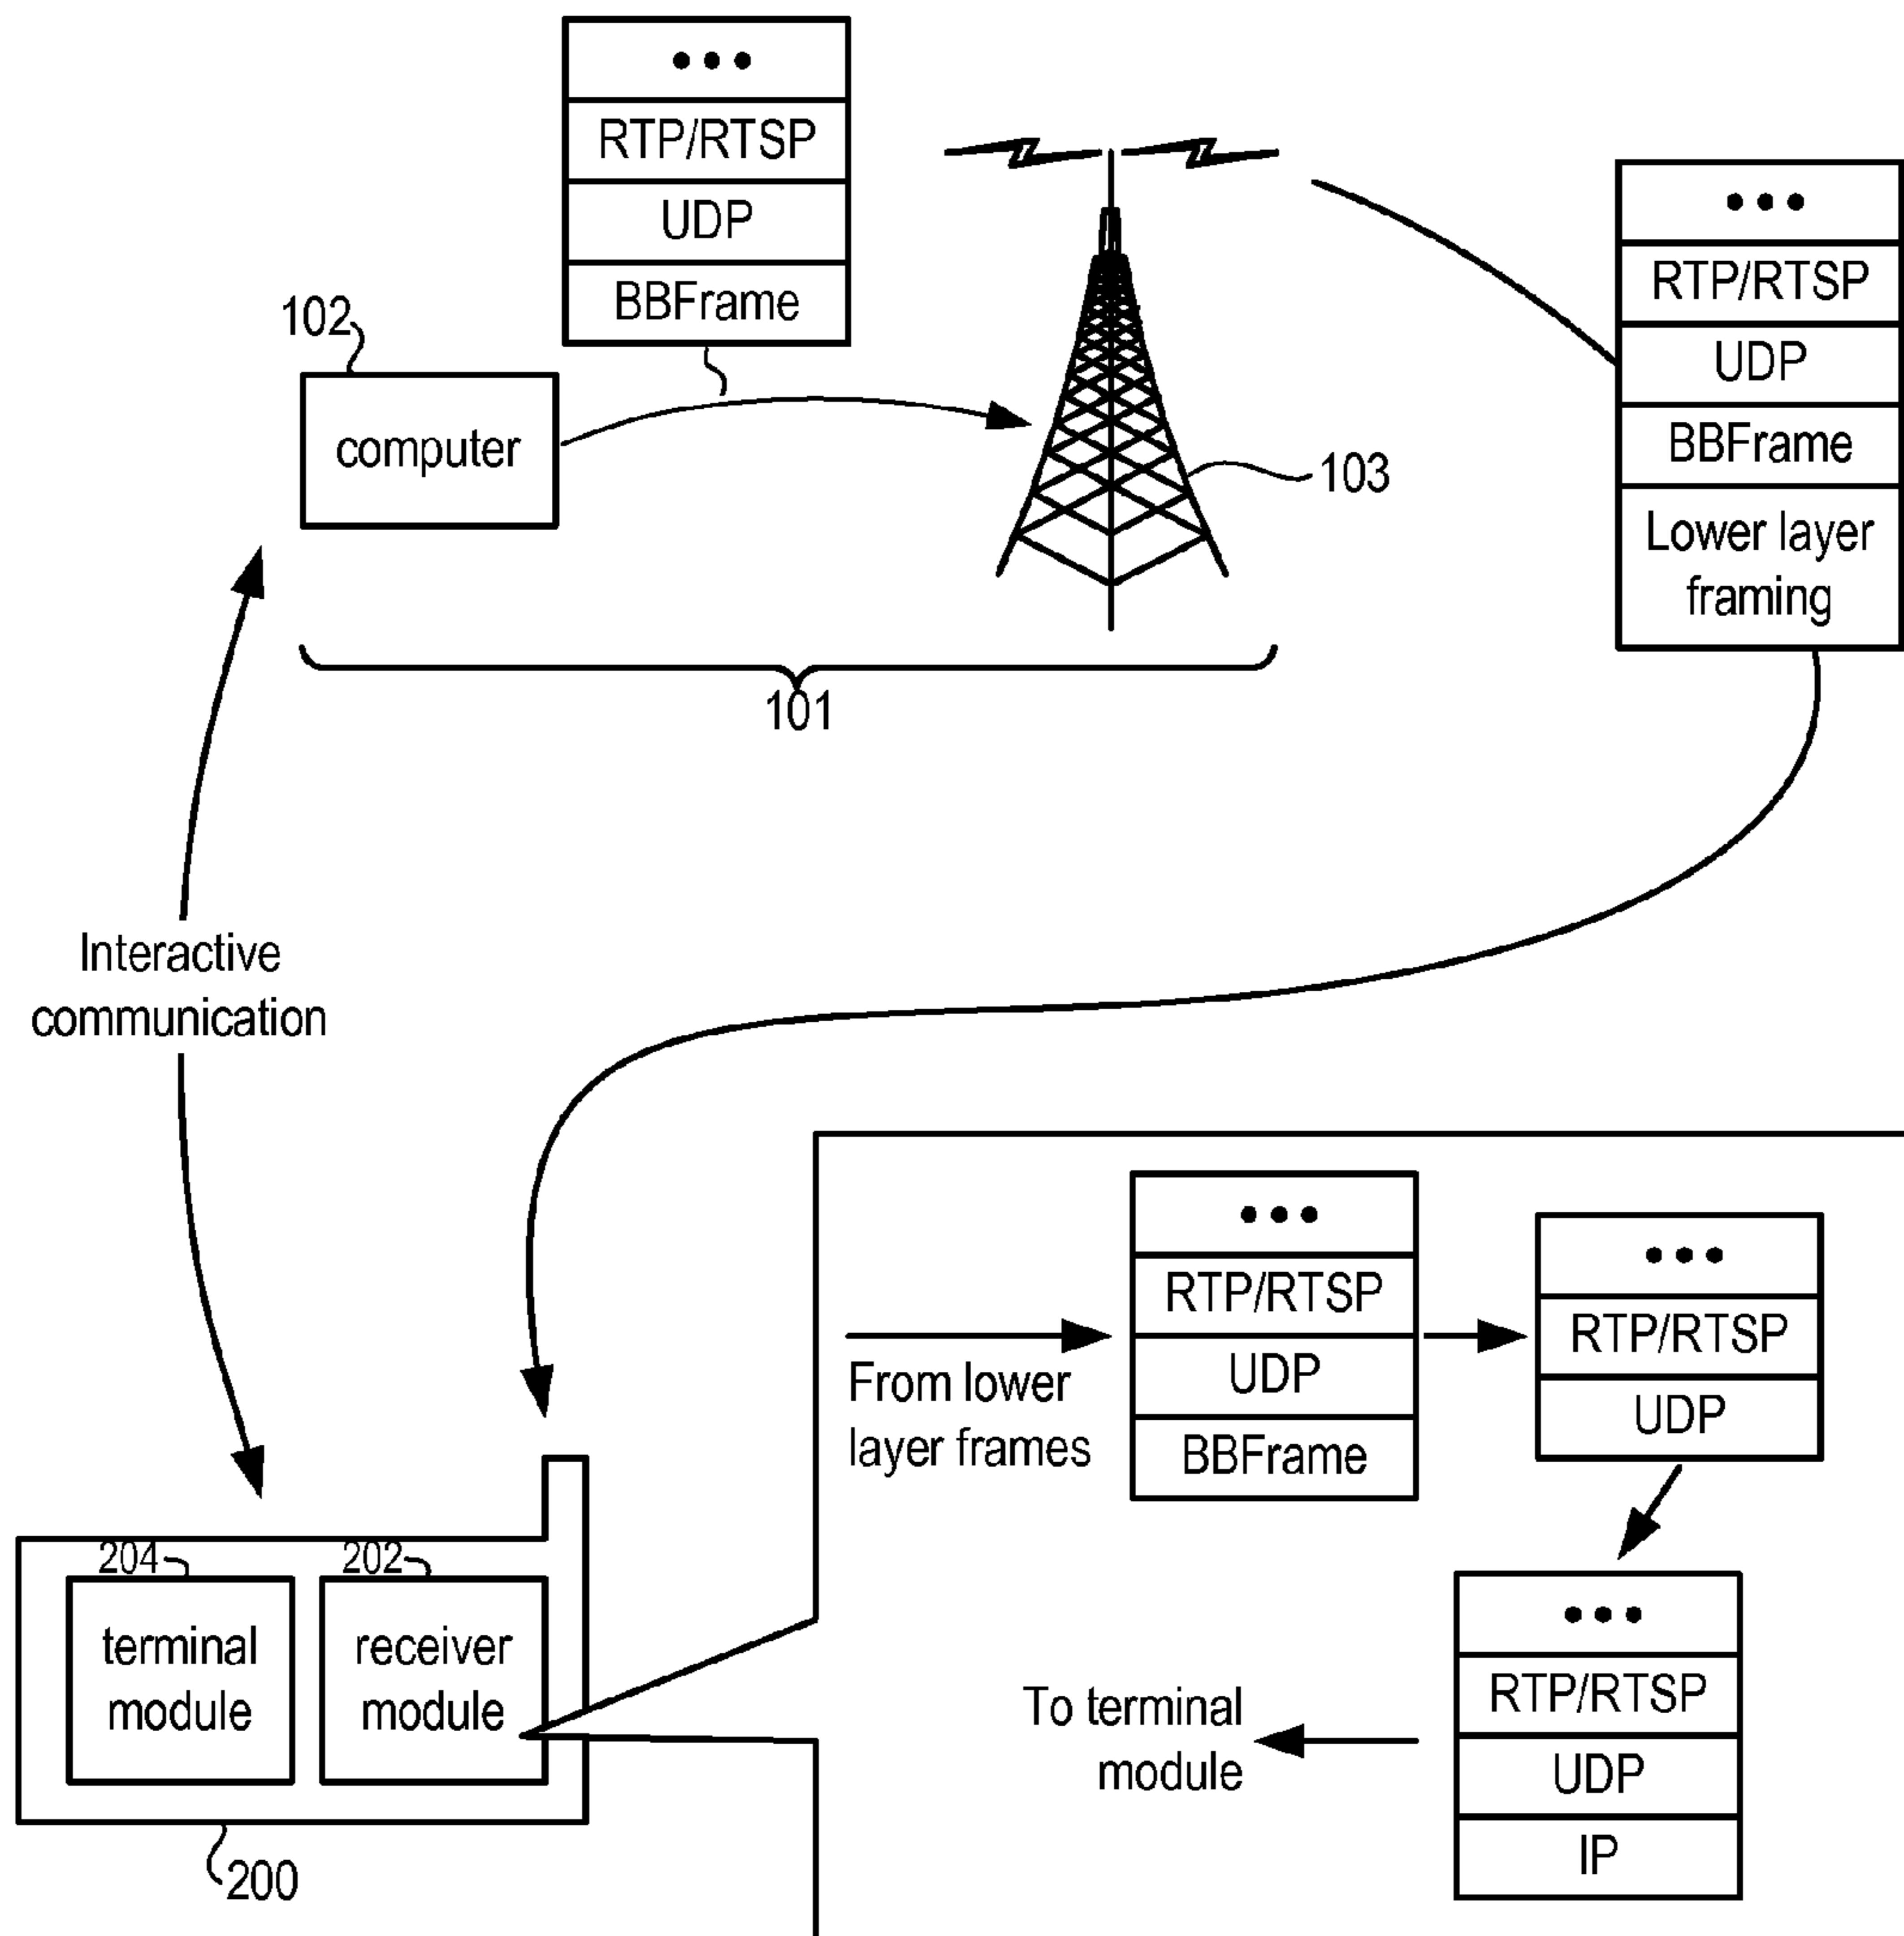 •••
RTP/RTSP
UDP
BBFrame
102
computer
103
101
•••
RTP/RTSP
UDP
BBFrame
Lower layer
framing
Interactive
communication
•••
RTP/RTSP
UDP
BBFrame
•••
RTP/RTSP
UDP
From lower
layer frames
204
terminal
module
202
receiver
module
200
•••
RTP/RTSP
UDP
IP
To terminal
module